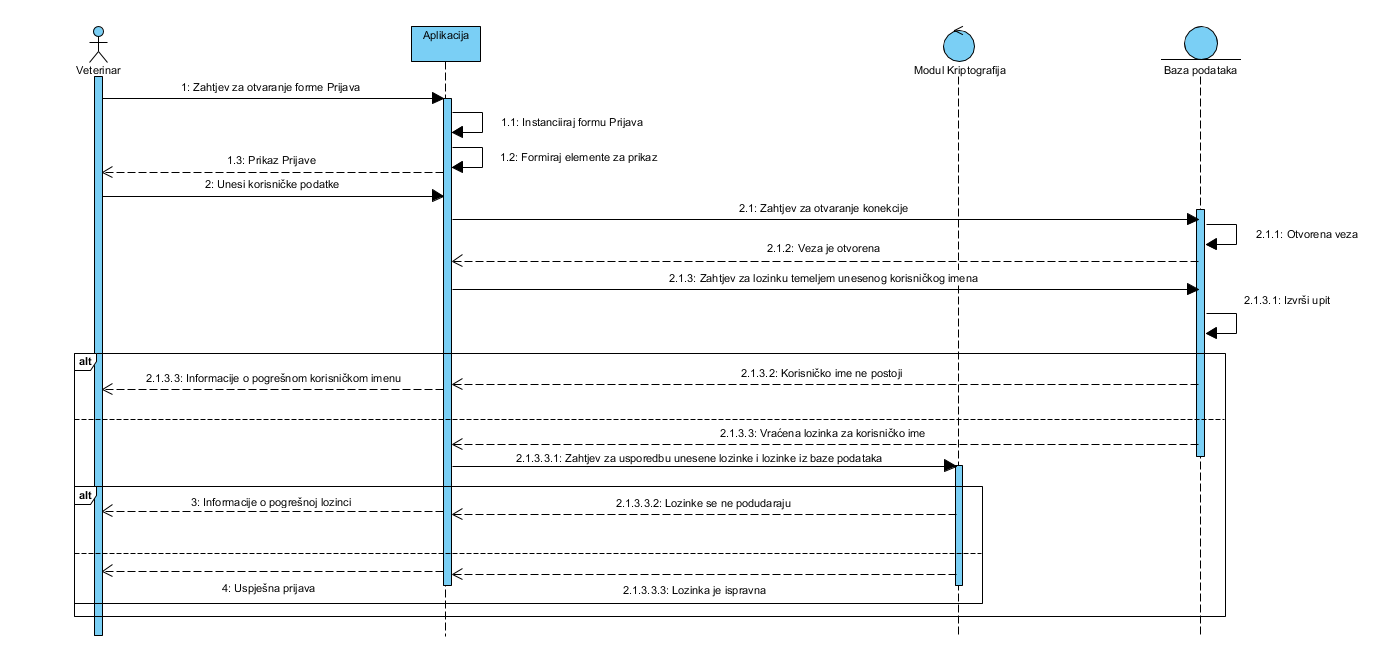 Veterinar
Aplikacija
Modul Kriptografija
Baza podataka
1: Zahtjev za otvaranje forme Prijava
1.1: Instanciiraj formu Prijava
1.2: Formiraj elemente za prikaz
1.3: Prikaz Prijave
2: Unesi korisničke podatke
2.1: Zahtjev za otvaranje konekcije
2.1.1: Otvorena veza
2.1.2: Veza je otvorena
2.1.3: Zahtjev za lozinku temeljem unesenog korisničkog imena
2.1.3.1: Izvrši upit
alt
2.1.3.2: Korisničko ime ne postoji
2.1.3.3: Informacije o pogrešnom korisničkom imenu
2.1.3.3: Vraćena lozinka za korisničko ime
2.1.3.3.1: Zahtjev za usporedbu unesene lozinke i lozinke iz baze podataka
alt
3: Informacije o pogrešnoj lozinci
2.1.3.3.2: Lozinke se ne podudaraju
4: Uspješna prijava
2.1.3.3.3: Lozinka je ispravna